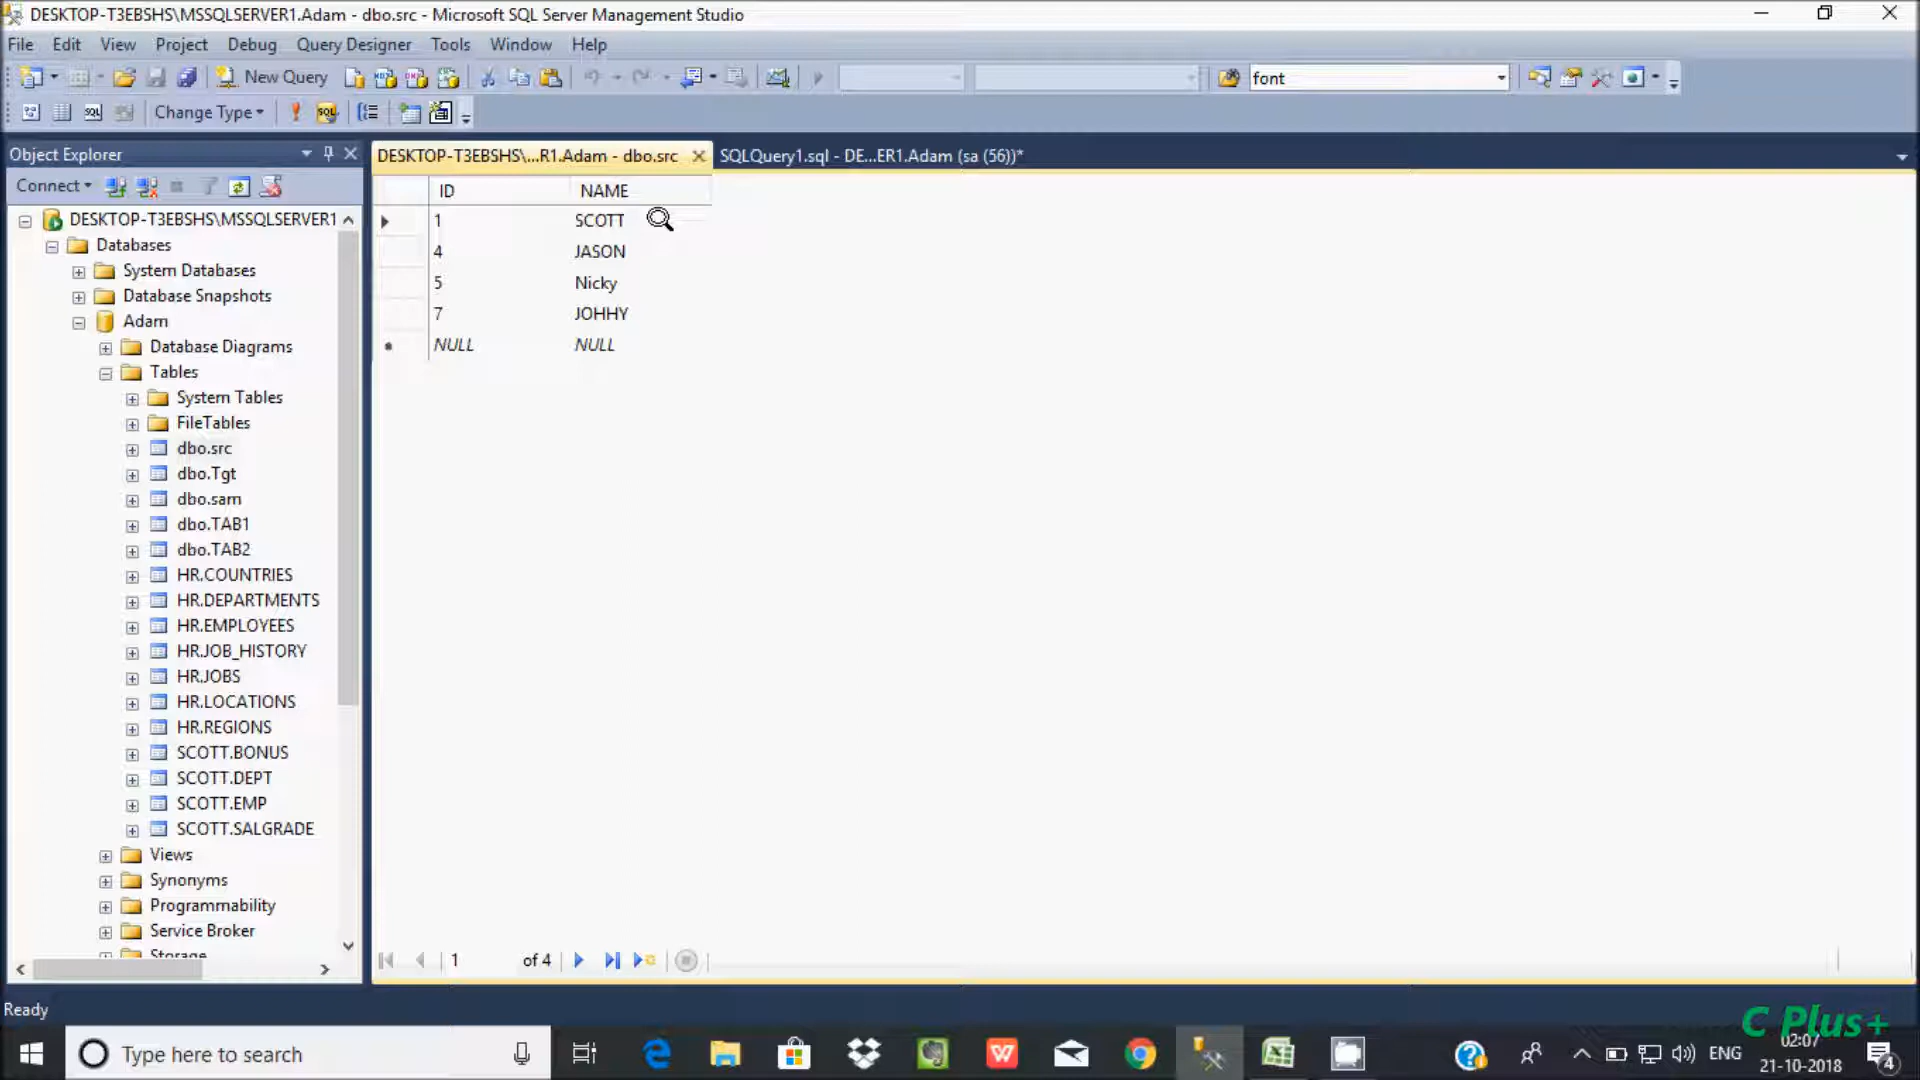 DESKTOP-T3EBSHS\MSSQLSERVER1.Adam - dbo.src - Microsoft SQL Server Management Studio
File Edit View Project Debug Query Designer Tools Window Help
New Query
font
Change Type
Object Explorer
DESKTOP-T3EBSHS\...R1.Adam - dbo.src
SQLQuery1.sql - DE...ER1.Adam (sa (56))*
Connect
DESKTOP-T3EBSHS\MSSQLSERVER1
Databases
System Databases
Database Snapshots
Adam
Database Diagrams
Tables
System Tables
FileTables
dbo.src
dbo.Tgt
dbo.sam
dbo.TAB1
dbo.TAB2
HR.COUNTRIES
HR.DEPARTMENTS
HR.EMPLOYEES
HR.JOB_HISTORY
HR.JOBS
HR.LOCATIONS
HR.REGIONS
SCOTT.BONUS
SCOTT.DEPT
SCOTT.EMP
SCOTT.SALGRADE
Views
Synonyms
Programmability
Service Broker
Storage
ID NAME
1 SCOTT
4 JASON
5 Nicky
7 JOHHY
NULL NULL
1 of 4
Ready
C Plus+
Type here to search
ENG
02:07
21-10-2018
4